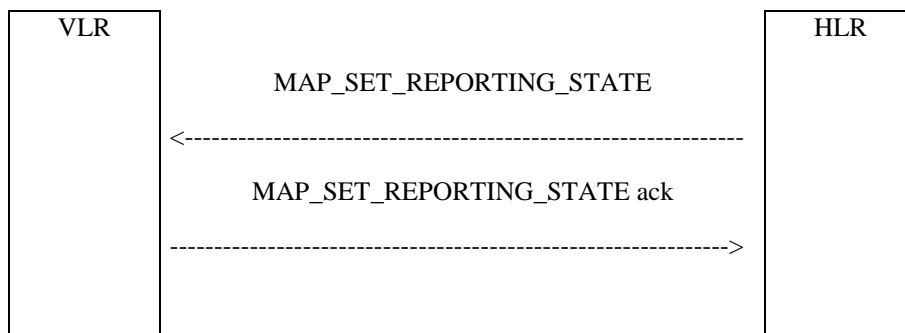 VLR HLR
MAP_SET_REPORTING_STATE
<--------------------------------------------------------------
MAP_SET_REPORTING_STATE ack
-------------------------------------------------------------->